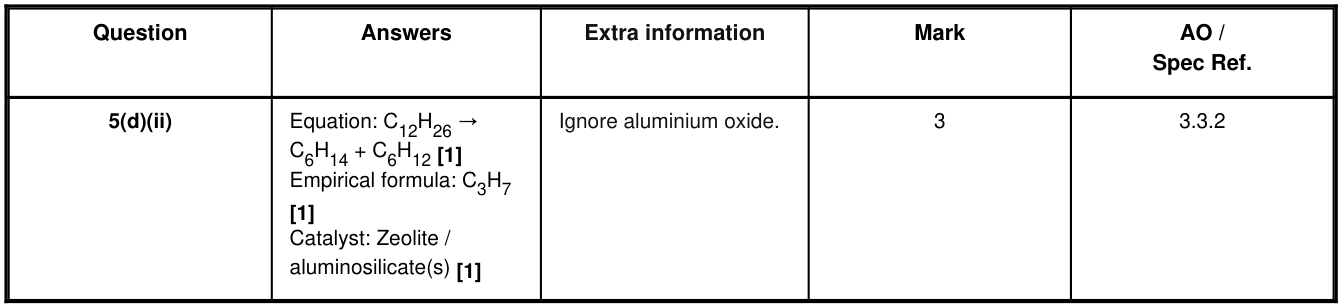 Question Answers Extra information Mark AO /
Spec Ref.
5(d)(ii) Equation: C₁₂H₂₆ → Ignore aluminium oxide. 3 3.3.2
C₆H₁₄ + C₆H₁₂ [1]
Empirical formula: C₃H₇
[1]
Catalyst: Zeolite /
aluminosilicate(s) [1]